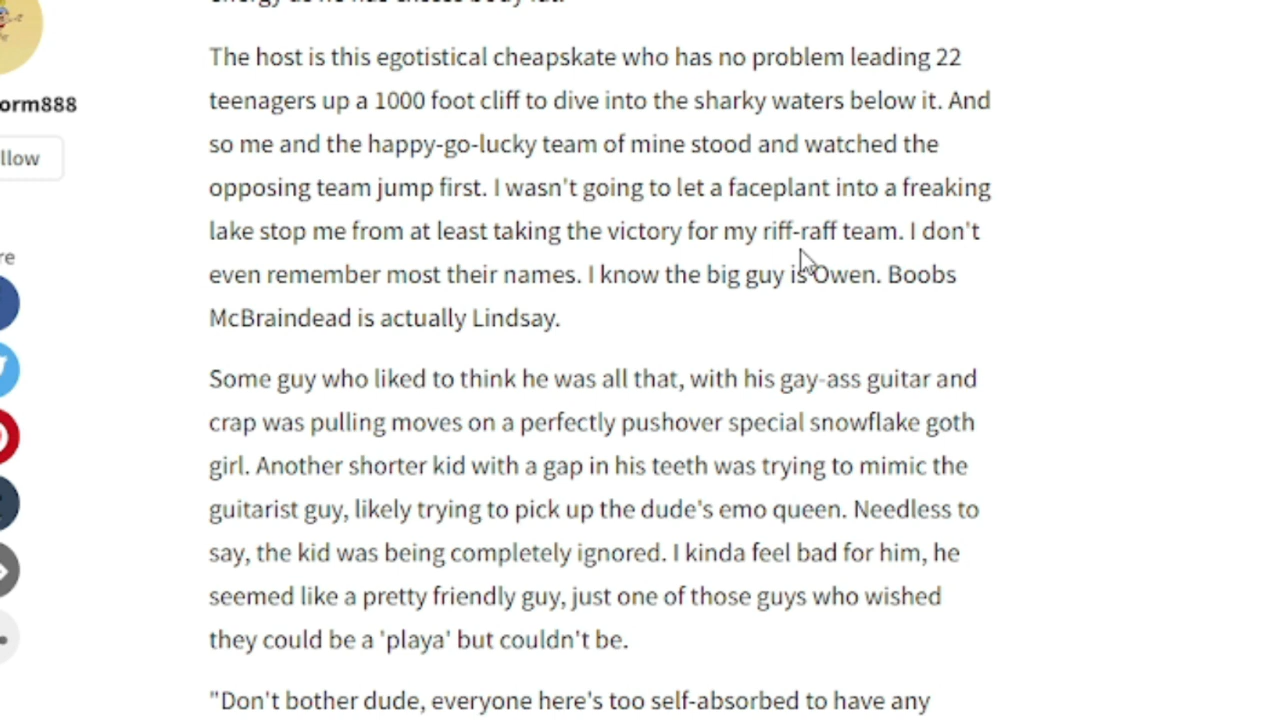 The host is this egotistical cheapskate who has no problem leading 22
teenagers up a 1000 foot cliff to dive into the sharky waters below it. And
so me and the happy-go-lucky team of mine stood and watched the
opposing team jump first. I wasn't going to let a faceplant into a freaking
lake stop me from at least taking the victory for my riff-raff team. I don't
even remember most their names. I know the big guy is Owen. Boobs
McBraindead is actually Lindsay.
Some guy who liked to think he was all that, with his gay-ass guitar and
crap was pulling moves on a perfectly pushover special snowflake goth
girl. Another shorter kid with a gap in his teeth was trying to mimic the
guitarist guy, likely trying to pick up the dude's emo queen. Needless to
say, the kid was being completely ignored. I kinda feel bad for him, he
seemed like a pretty friendly guy, just one of those guys who wished
they could be a 'playa' but couldn't be.
"Don't bother dude, everyone here's too self-absorbed to have any
orm888
llow
re